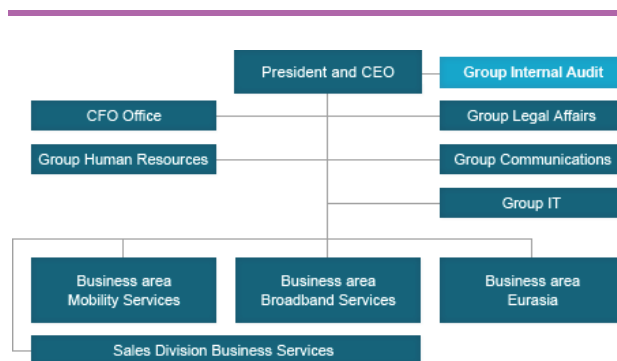 President and CEO
Group Internal Audit
CFO Office
Group Legal Affairs
Group Human Resources
Group Communications
Group IT
Business area
Mobility Services
Business area
Broadband Services
Business area
Eurasia
Sales Division Business Services